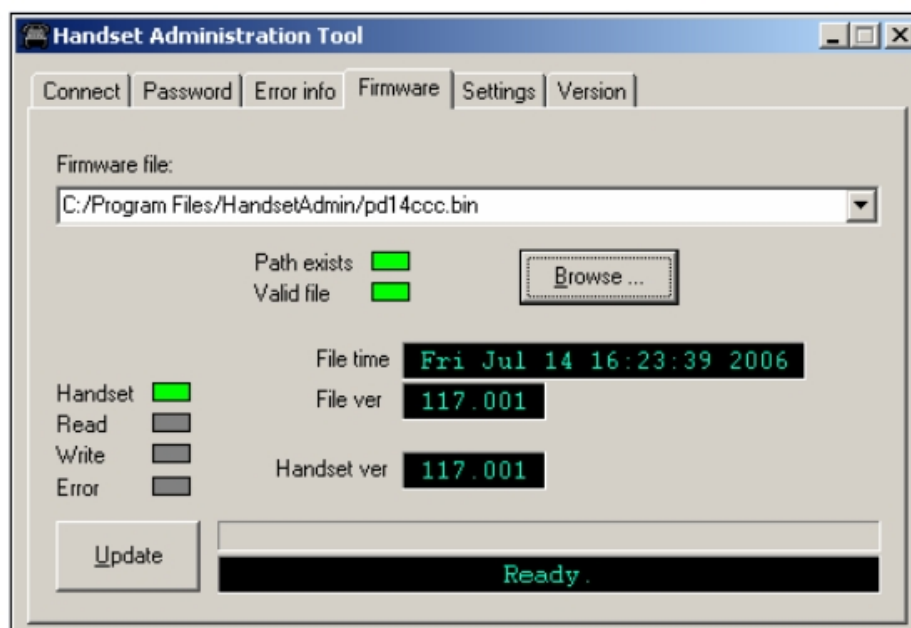 Handset Administration Tool
Connect Password Error info Firmware Settings Version
Firmware file:
C:/Program Files/HandsetAdmin/pd14ccc.bin
Path exists
Valid file
Browse ...
File time Fri Jul 14 16:23:39 2006
Handset
File ver 117.001
Read
Write
Handset ver 117.001
Error
Update
Ready.